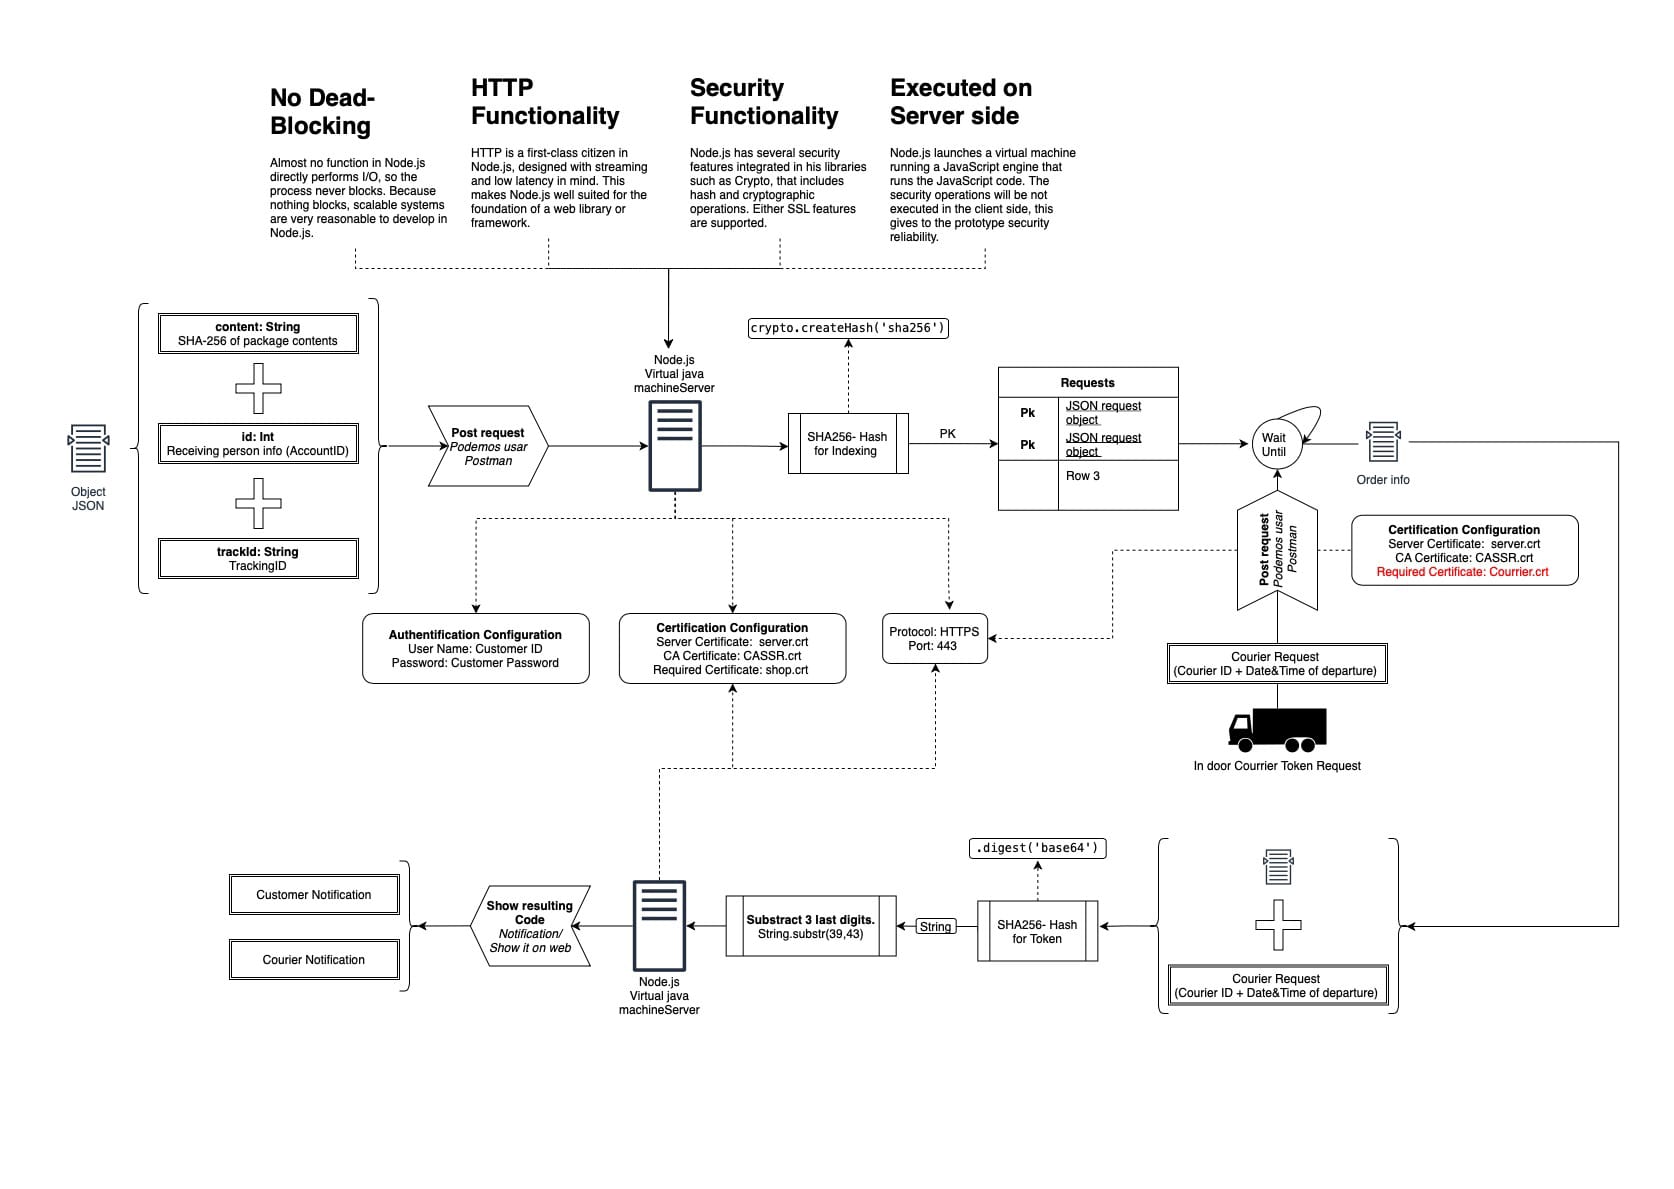 No Dead-
Blocking
Almost no function in Node.js
directly performs I/O, so the
process never blocks. Because
nothing blocks, scalable systems
are very reasonable to develop in
Node.js.
HTTP
Functionality
HTTP is a first-class citizen in
Node.js, designed with streaming
and low latency in mind. This
makes Node.js well suited for the
foundation of a web library or
framework.
Security
Functionality
Node.js has several security
features integrated in his libraries
such as Crypto, that includes
hash and cryptographic
operations. Either SSL features
are supported.
Executed on
Server side
Node.js launches a virtual machine
running a JavaScript engine that
runs the JavaScript code. The
security operations will be not
executed in the client side, this
gives to the prototype security
reliability.
Object
JSON
content: String
SHA-256 of package contents
id: Int
Receiving person info (AccountID)
trackId: String
TrackingID
Post request
Podemos usar
Postman
Node.js
Virtual java
machineServer
crypto.createHash('sha256')
SHA256- Hash
for Indexing
PK
Requests
Pk
JSON request
object
Pk
JSON request
object
Row 3
Wait
Until
Order info
Post request
Podemos usar
Postman
Certification Configuration
Server Certificate:  server.crt
CA Certificate: CASSR.crt
Required Certificate: Courrier.crt
Authentification Configuration
User Name: Customer ID
Password: Customer Password
Certification Configuration
Server Certificate:  server.crt
CA Certificate: CASSR.crt
Required Certificate: shop.crt
Protocol: HTTPS
Port: 443
Courier Request
(Courier ID + Date&Time of departure)
In door Courrier Token Request
Customer Notification
Courier Notification
Show resulting
Code
Notification/
Show it on web
Node.js
Virtual java
machineServer
Substract 3 last digits.
String.substr(39,43)
String
.digest('base64')
SHA256- Hash
for Token
Courier Request
(Courier ID + Date&Time of departure)